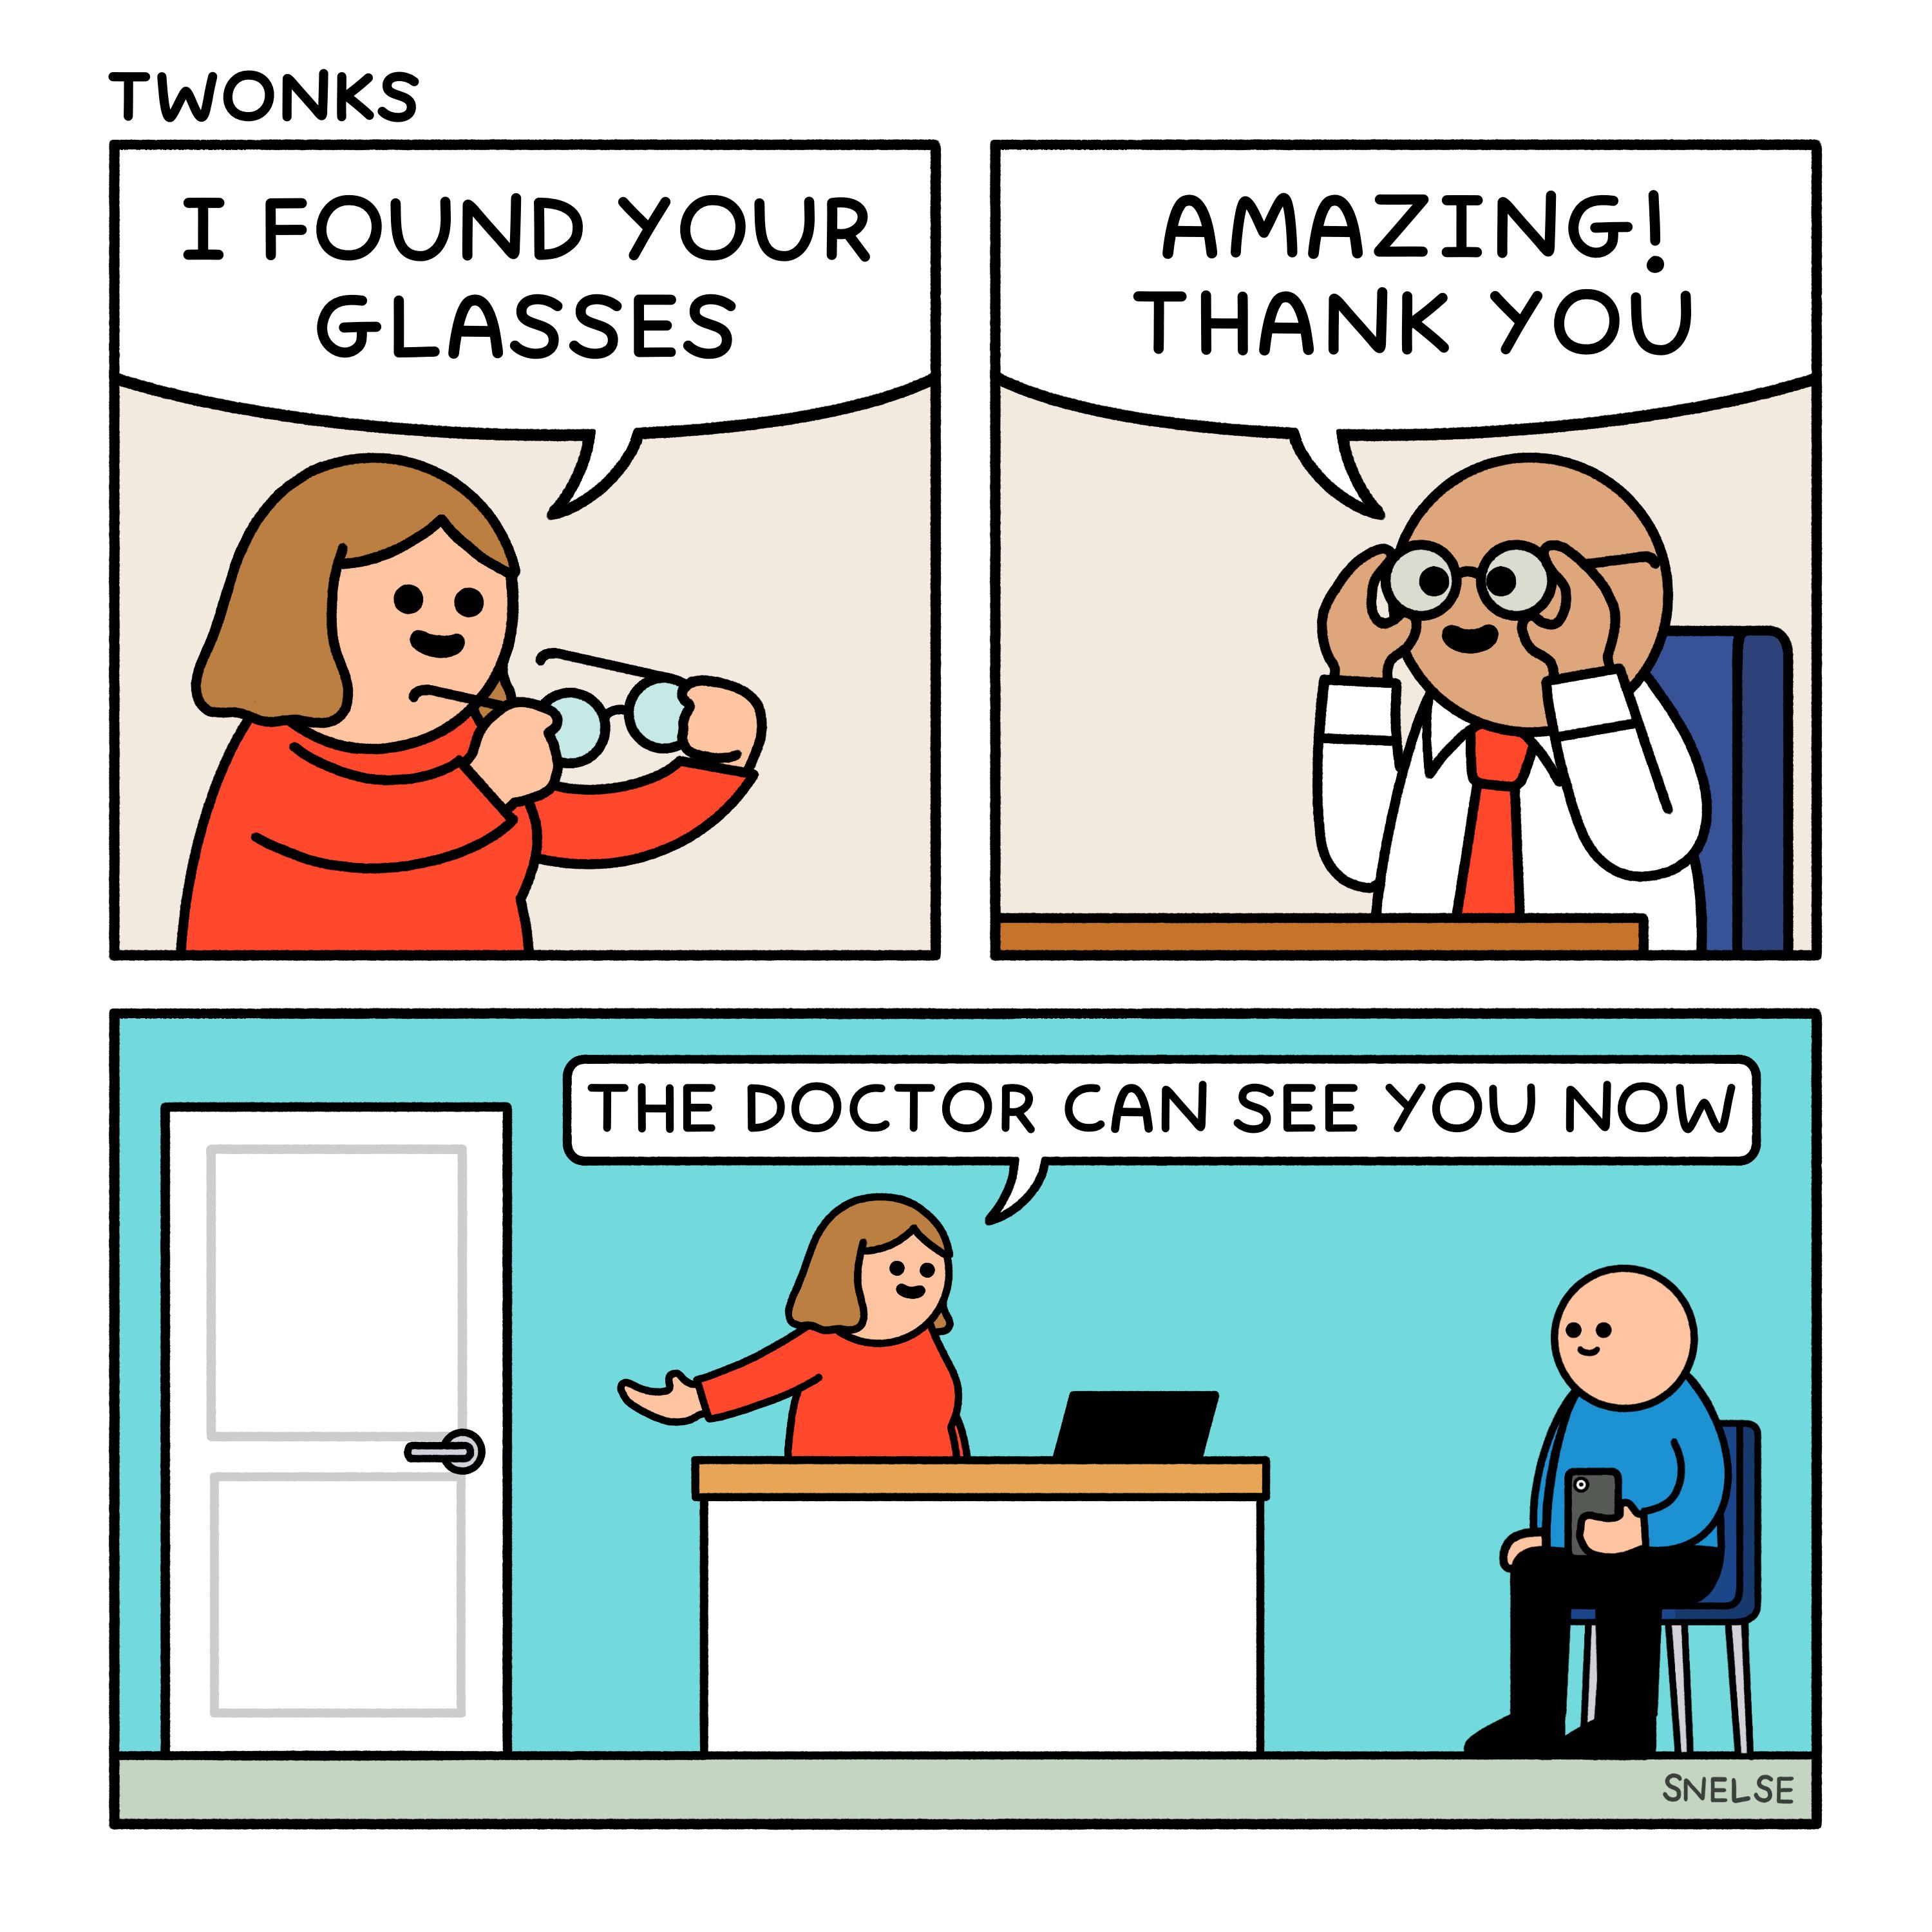 TWONKS
I FOUND YOUR
GLASSES
AMAZING!
THANK YOU
THE DOCTOR CAN SEE YOU NOW
SNELSE